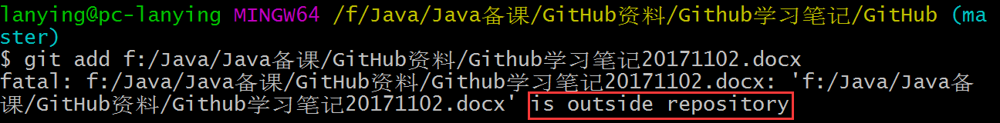 lanying@pc-lanying MINGW64 /f/Java/Java备课/GitHub资料/Github学习笔记/GitHub (ma
ster)
$ git add f:/Java/Java备课/GitHub资料/Github学习笔记20171102.docx
fatal: f:/Java/Java备课/GitHub资料/Github学习笔记20171102.docx: 'f:/Java/Java备
课/GitHub资料/Github学习笔记20171102.docx' is outside repository